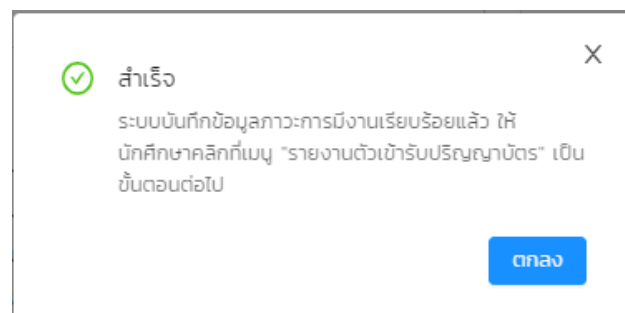 สำเร็จ
ระบบบันทึกข้อมูลภาวะการมีงานเรียบร้อยแล้ว ให้
นักศึกษาคลิกที่เมนู "รายงานตัวเข้ารับปริญญาบัตร" เป็น
ขั้นตอนต่อไป
ตกลง